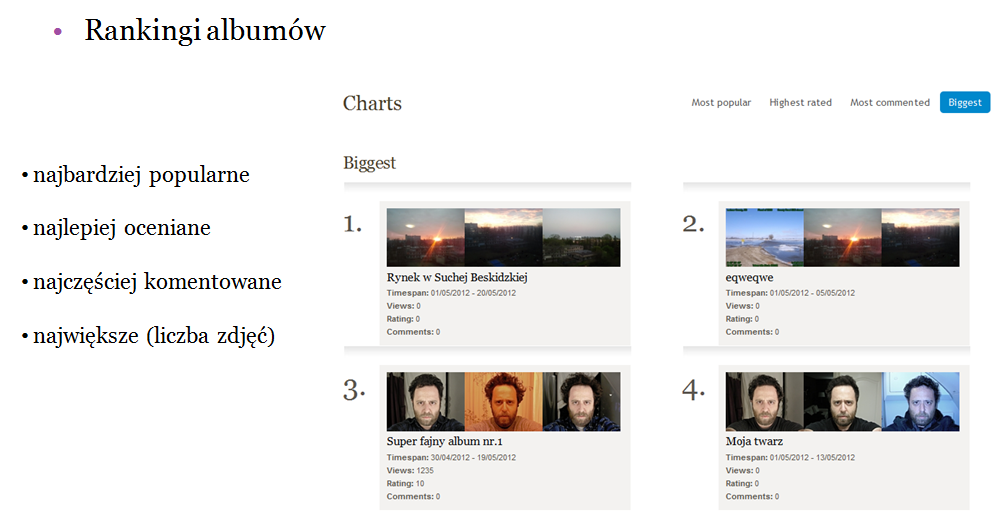 • Rankingi albumów
• najbardziej popularne
• najlepiej oceniane
• najczęściej komentowane
• największe (liczba zdjęć)
Charts
Most popular Highest rated Most commented Biggest
Biggest
1.
Rynek w Suchej Beskidzkiej
Timespan: 01/05/2012 - 20/05/2012
Views: 0
Rating: 0
Comments: 0
2.
eqweqwe
Timespan: 01/05/2012 - 05/05/2012
Views: 0
Rating: 0
Comments: 0
3.
Super fajny album nr.1
Timespan: 30/04/2012 - 19/05/2012
Views: 1235
Rating: 10
Comments: 0
4.
Moja twarz
Timespan: 01/05/2012 - 13/05/2012
Views: 0
Rating: 0
Comments: 0